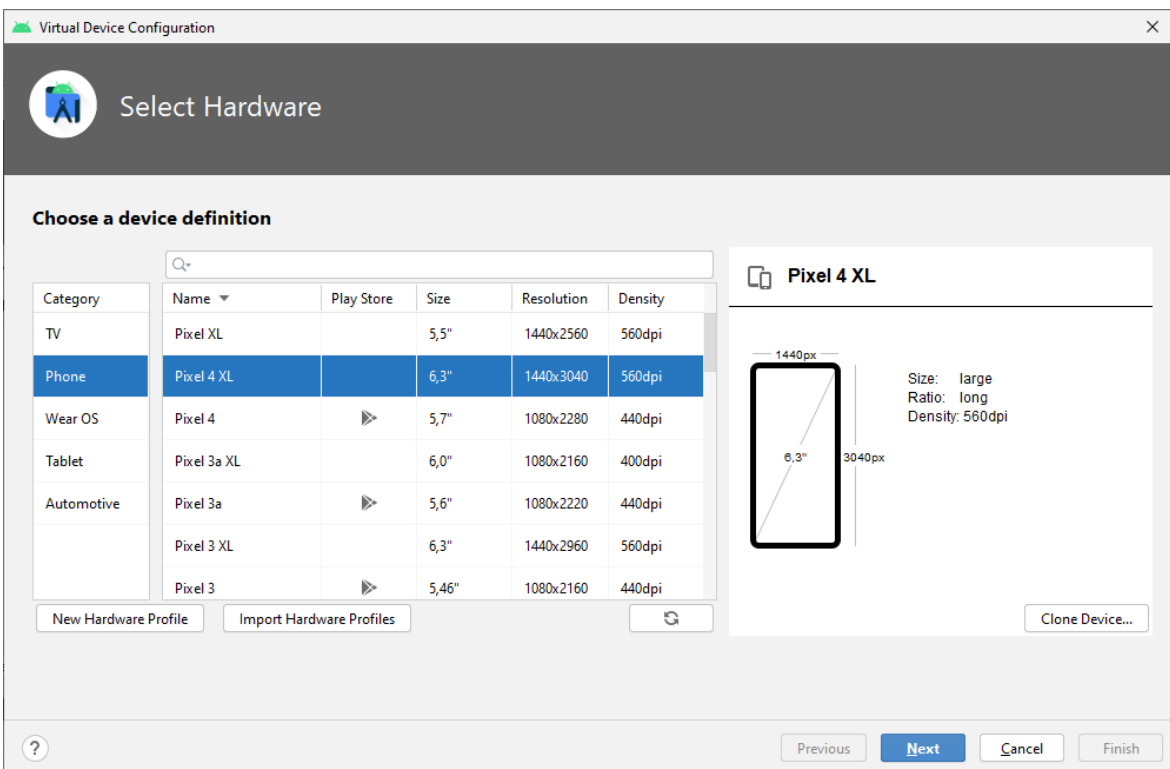 Virtual Device Configuration
Select Hardware
Choose a device definition
Category
TV
Phone
Wear OS
Tablet
Automotive
Name Play Store Size Resolution Density
Pixel XL 5,5" 1440x2560 560dpi
Pixel 4 XL 6,3" 1440x3040 560dpi
Pixel 4 5,7" 1080x2280 440dpi
Pixel 3a XL 6,0" 1080x2160 400dpi
Pixel 3a 5,6" 1080x2220 440dpi
Pixel 3 XL 6,3" 1440x2960 560dpi
Pixel 3 5,46" 1080x2160 440dpi
New Hardware Profile Import Hardware Profiles
Pixel 4 XL
1440px
6,3" 3040px
Size: large
Ratio: long
Density: 560dpi
Clone Device...
? Previous Next Cancel Finish